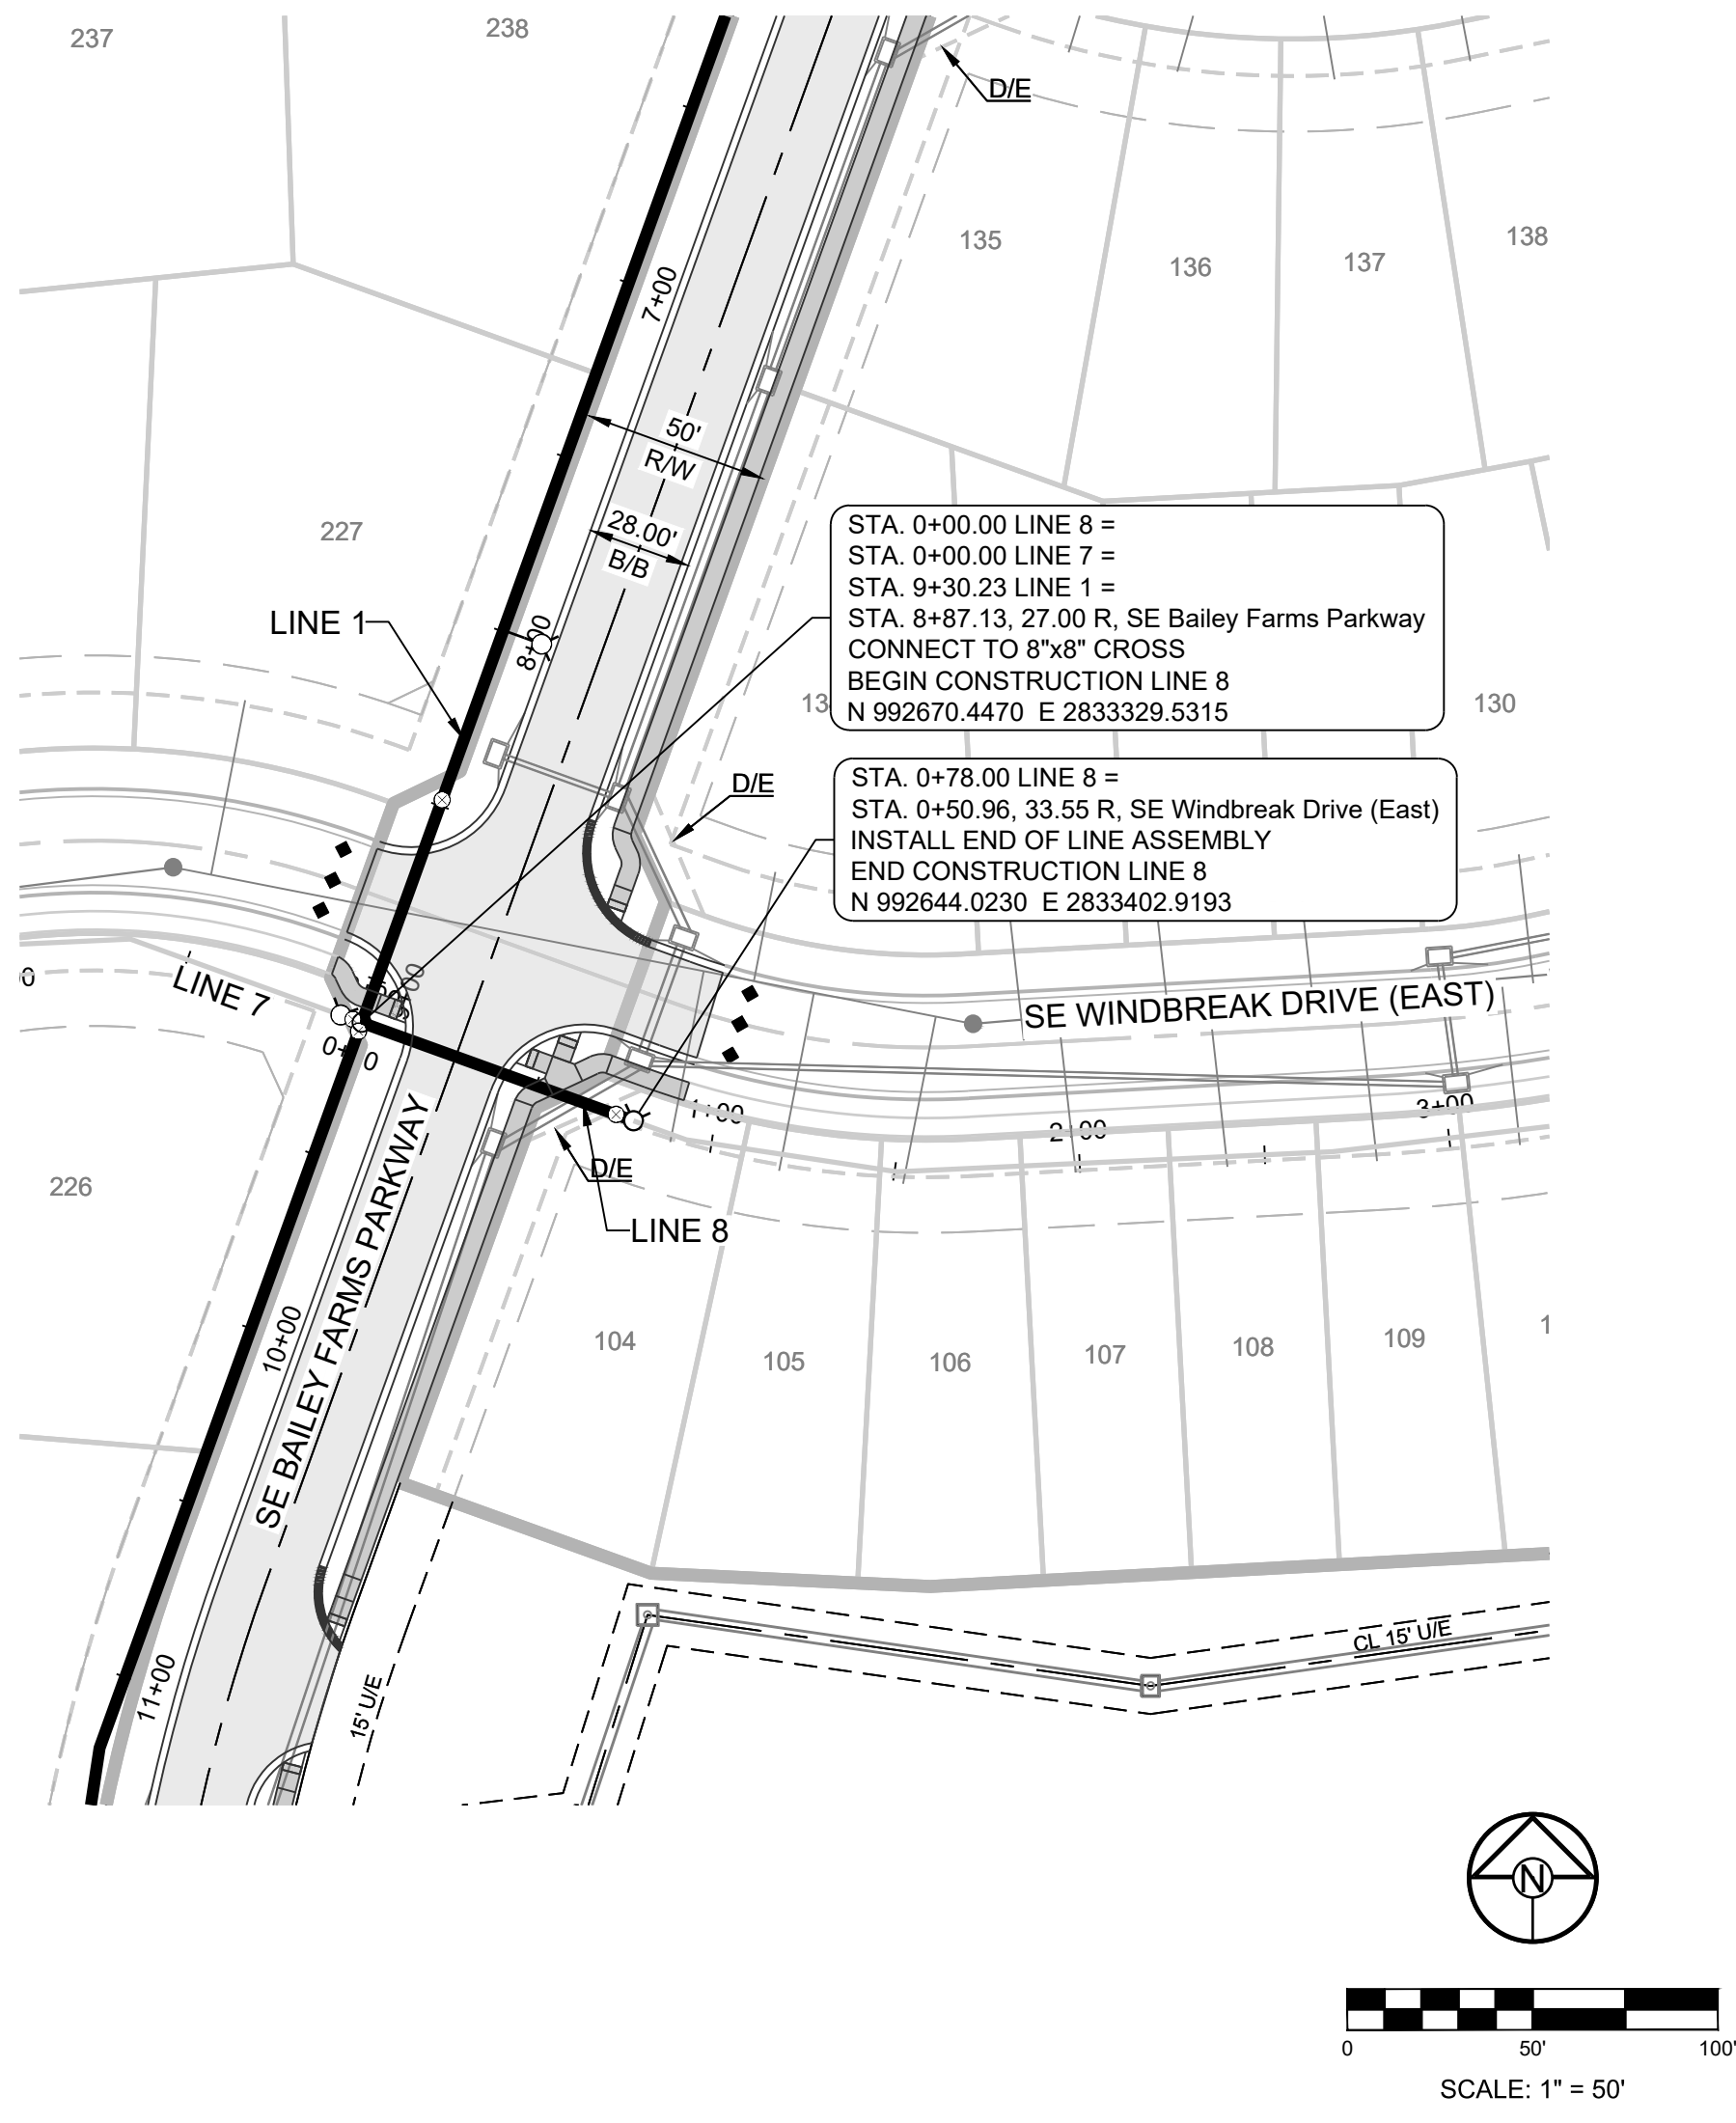 237
238
D/E
135
136
137
138
7+00
50'
R/W
28.00'
B/B
227
LINE 1
8+00
STA. 0+00.00 LINE 8 =
STA. 0+00.00 LINE 7 =
STA. 9+30.23 LINE 1 =
STA. 8+87.13, 27.00 R, SE Bailey Farms Parkway
CONNECT TO 8"x8" CROSS
BEGIN CONSTRUCTION LINE 8
N 992670.4470 E 2833329.5315
130
D/E
STA. 0+78.00 LINE 8 =
STA. 0+50.96, 33.55 R, SE Windbreak Drive (East)
INSTALL END OF LINE ASSEMBLY
END CONSTRUCTION LINE 8
N 992644.0230 E 2833402.9193
LINE 7
SE WINDBREAK DRIVE (EAST)
1+00
2+00
3+00
D/E
LINE 8
226
SE BAILEY FARMS PARKWAY
10+00
104
105
106
107
108
109
11+00
15' U/E
CL 15' U/E
N
0
50'
100'
SCALE: 1" = 50'